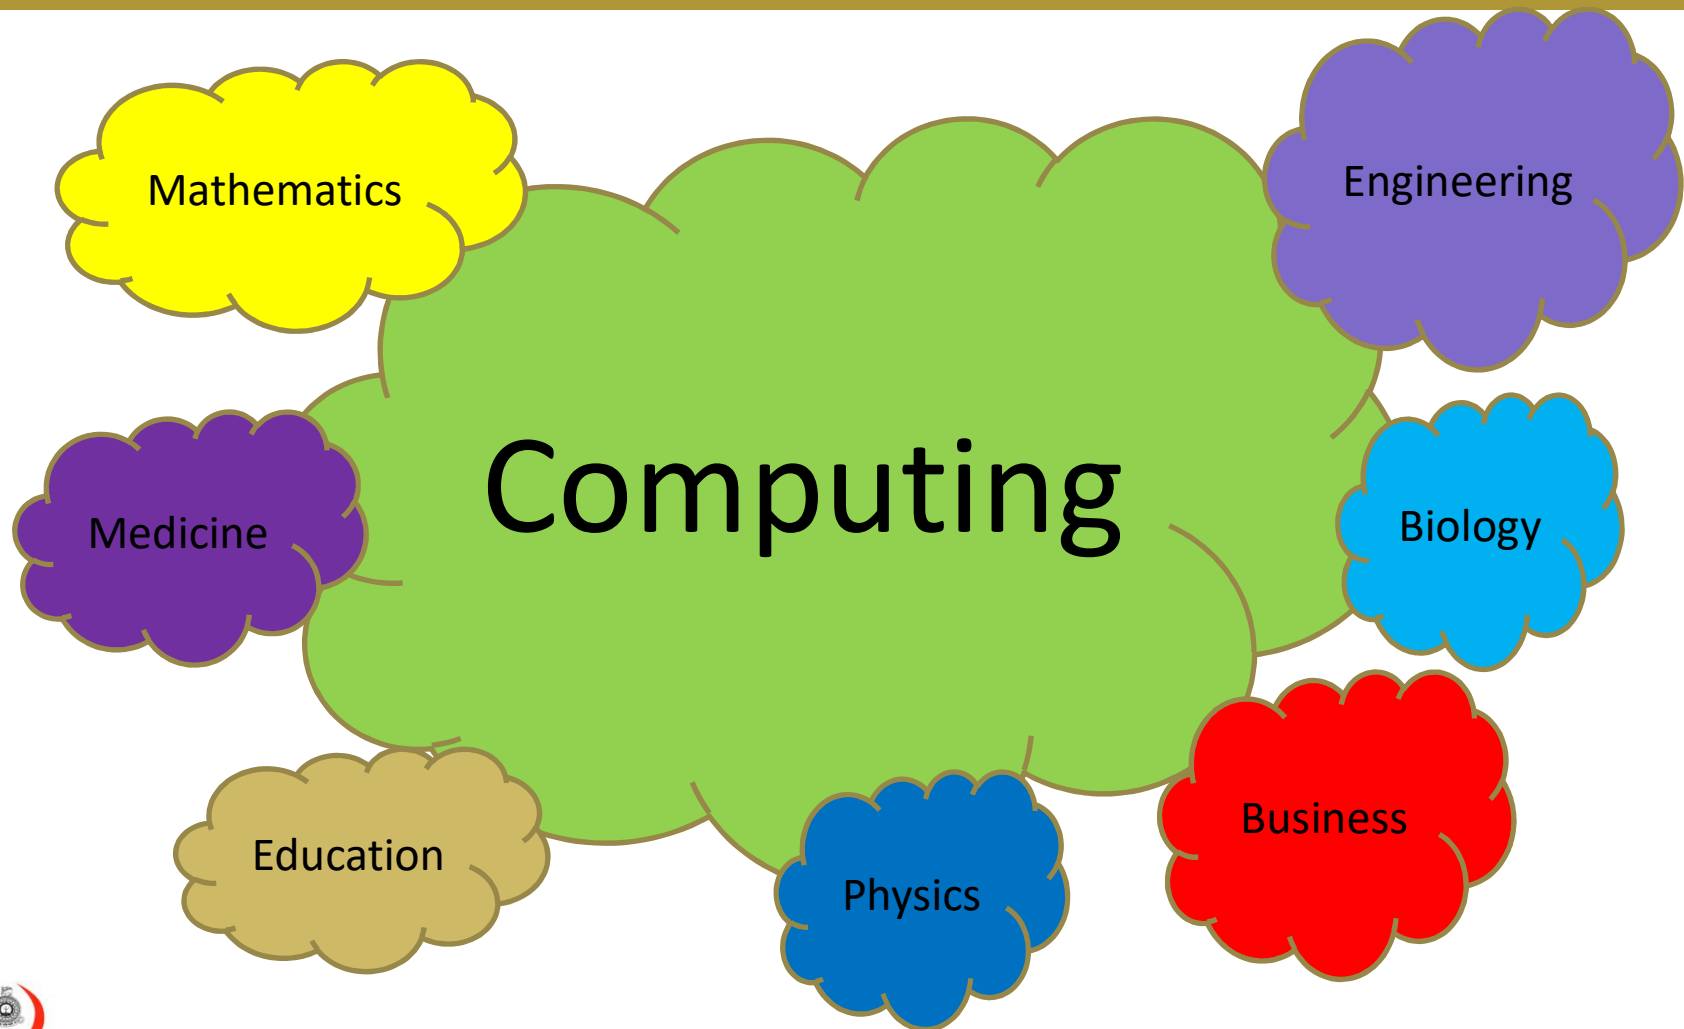 Mathematics
Engineering
Computing
Medicine
Biology
Business
Education
Physics